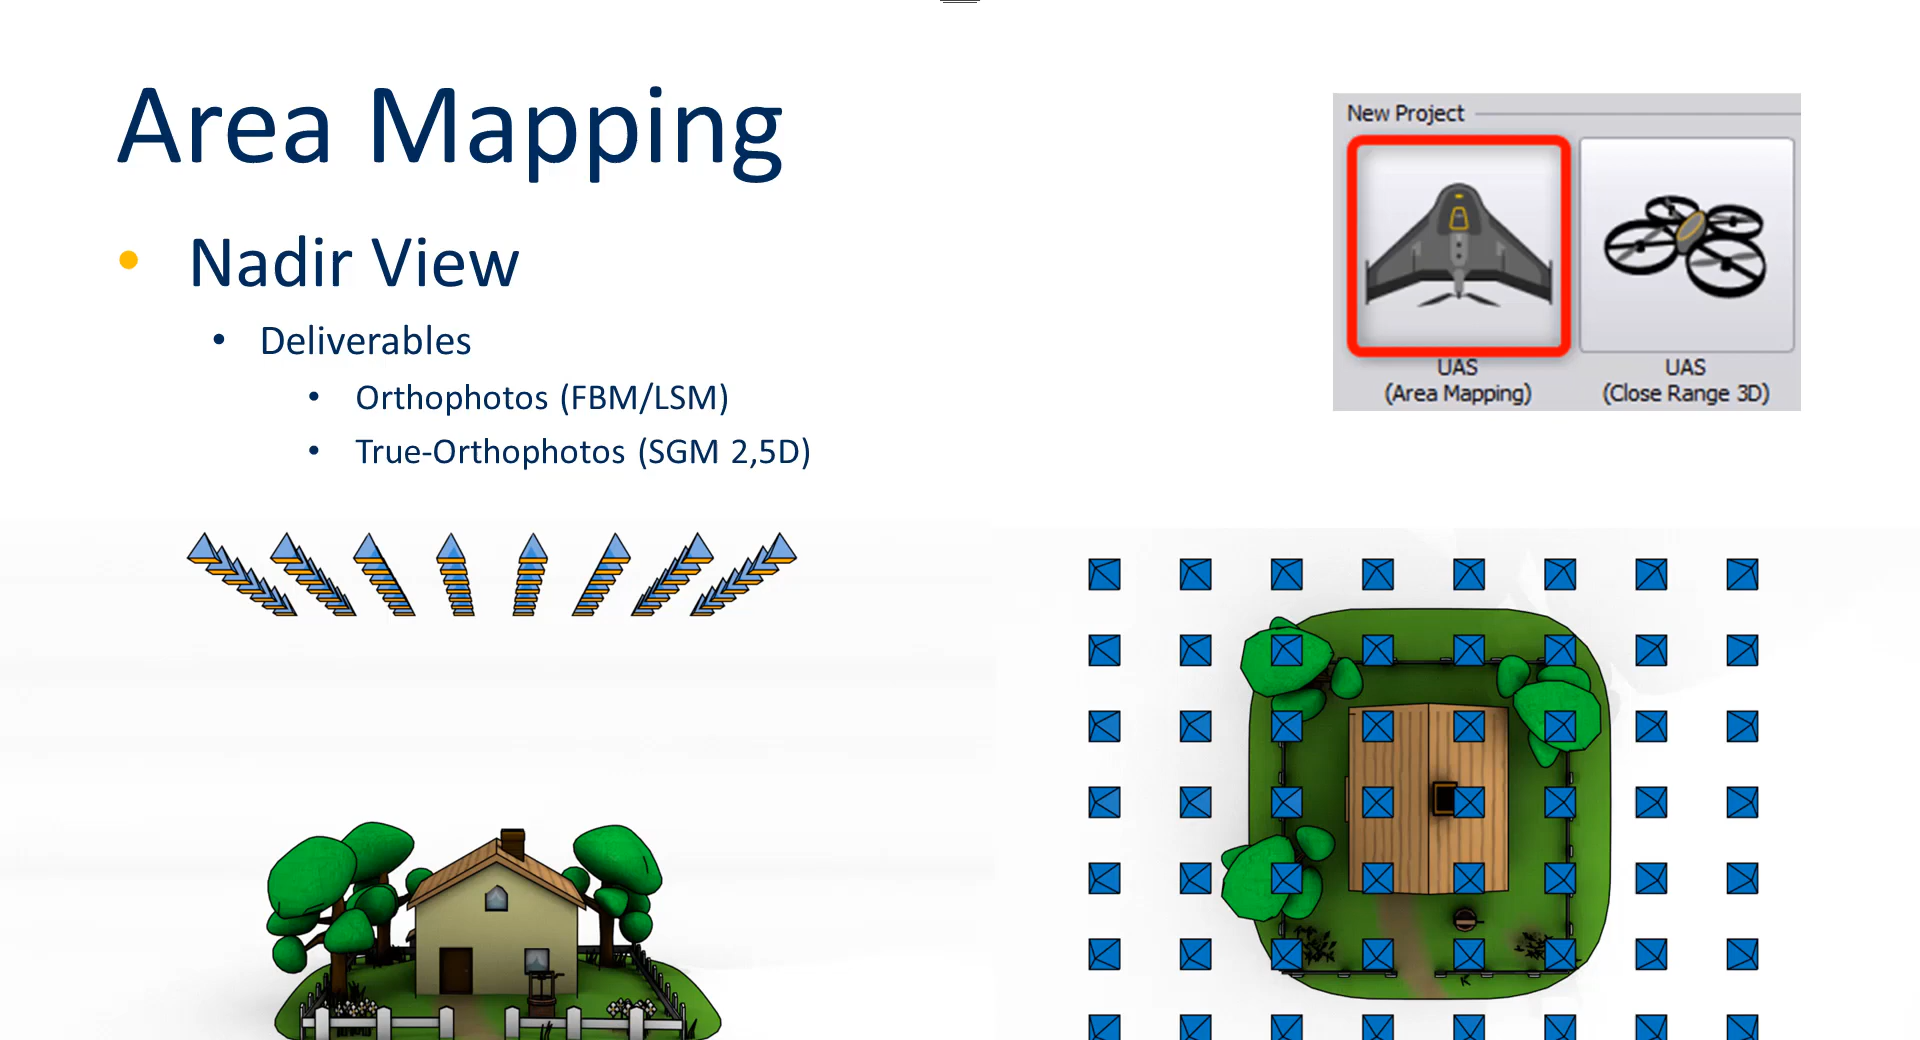 Area Mapping
• Nadir View
• Deliverables
• Orthophotos (FBM/LSM)
• True-Orthophotos (SGM 2,5D)
New Project
UAS
(Area Mapping)
UAS
(Close Range 3D)